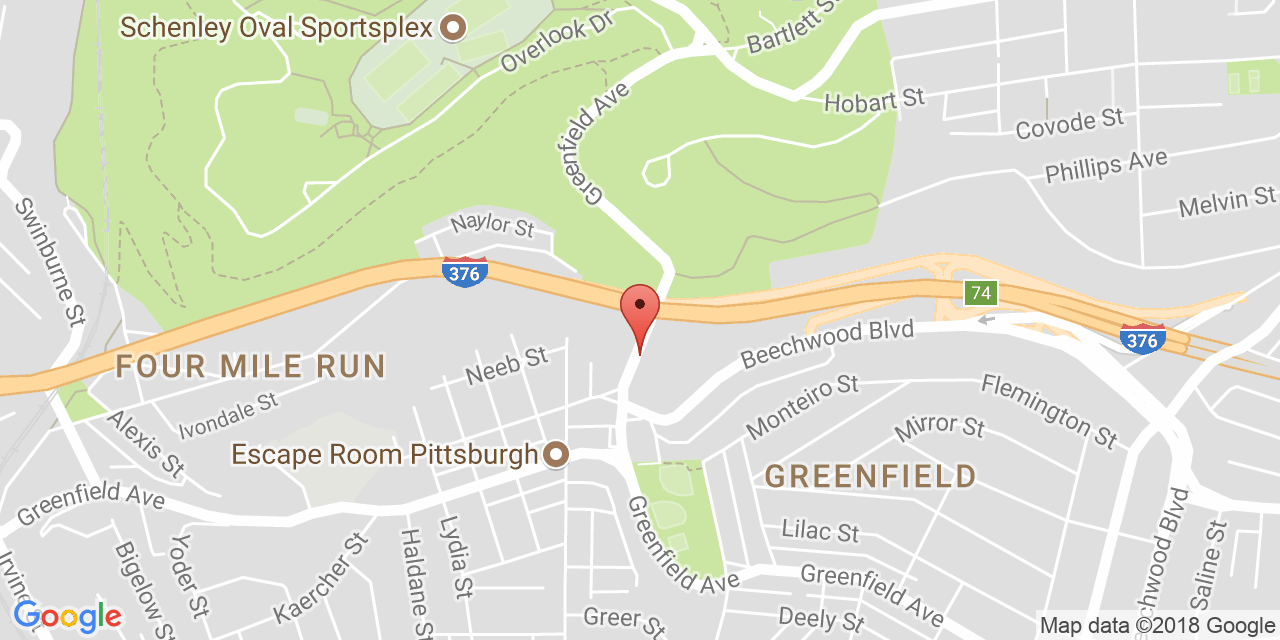 Schenley Oval Sportsplex
Overlook Dr
Bartlett S
Hobart St
Greenfield Ave
Covode St
Phillips Ave
Melvin St
Swinburne St
Naylor St
376
74
376
Beechwood Blvd
FOUR MILE RUN
Neeb St
Ivondale St
Alexis St
Monteiro St
Flemington St
Mirror St
Escape Room Pittsburgh
GREENFIELD
Greenfield Ave
Lilac St
Greenfield Ave
Greenfield Ave
Irvine
Bigelow St
Yoder St
Kaercher St
Haldane St
Lydia St
Greer St
Deely St
chwood Blvd
Saline St
Google
Map data ©2018 Google